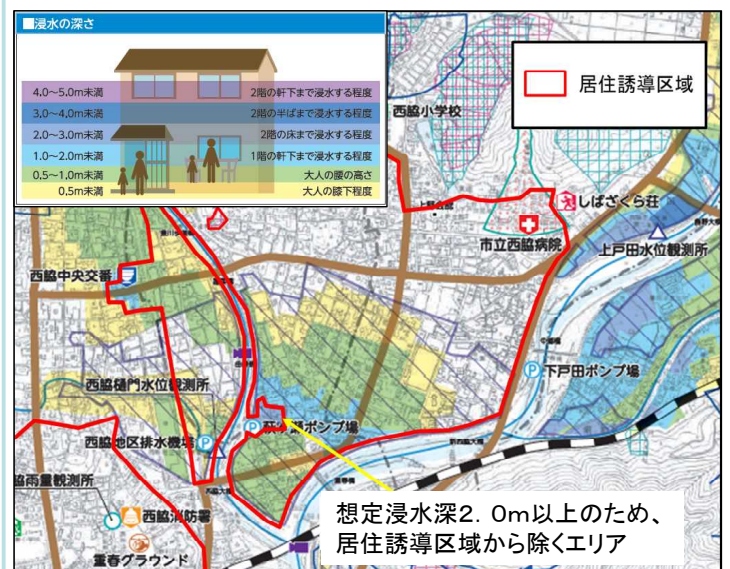 ■浸水の深さ
4.0～5.0m未満 2階の軒下まで浸水する程度
3.0～4.0m未満 2階の半ばまで浸水する程度
2.0～3.0m未満 2階の床まで浸水する程度
1.0～2.0m未満 1階の軒下まで浸水する程度
0.5～1.0m未満 大人の腰の高さ
0.5m未満 大人の膝下程度
居住誘導区域
西脇小学校
しばざくら荘
市立西脇病院
上戸田水位観測所
西脇中央交番
下戸田ポンプ場
西脇樋門水位観測所
ポンプ場
西脇地区排水機場
脇雨量観測所
西脇消防署
重春グラウンド
想定浸水深2．0m以上のため、
居住誘導区域から除くエリア